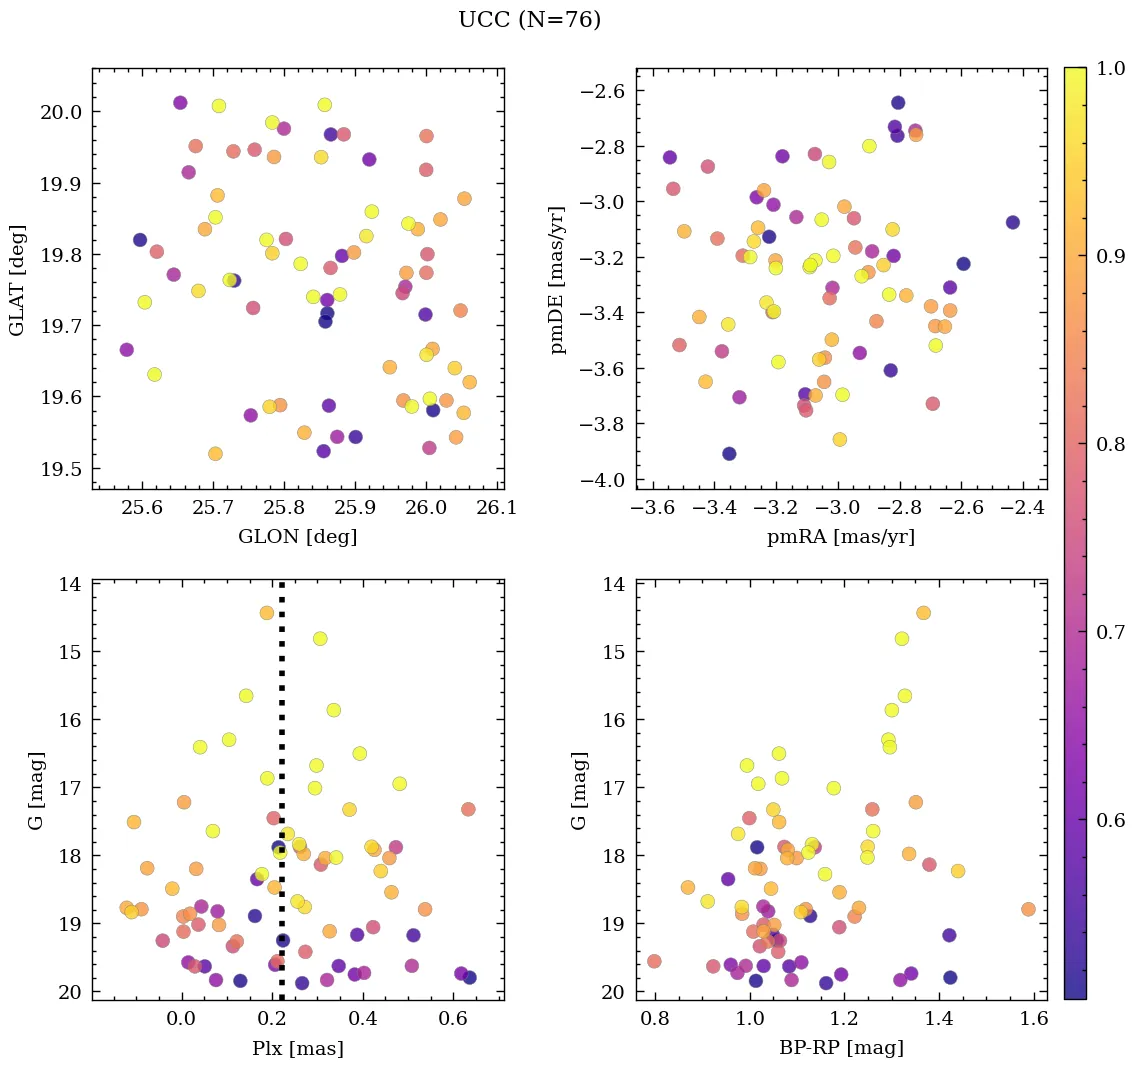 UCC (N=76)
20.0
19.9
19.8
19.7
19.6
19.5
GLAT [deg]
25.6 25.7 25.8 25.9 26.0 26.1
GLON [deg]
−2.6
−2.8
−3.0
−3.2
−3.4
−3.6
−3.8
−4.0
pmDE [mas/yr]
−3.6 −3.4 −3.2 −3.0 −2.8 −2.6 −2.4
pmRA [mas/yr]
14
15
16
17
18
19
20
G [mag]
0.0 0.2 0.4 0.6
Plx [mas]
14
15
16
17
18
19
20
G [mag]
0.8 1.0 1.2 1.4 1.6
BP-RP [mag]
1.0
0.9
0.8
0.7
0.6